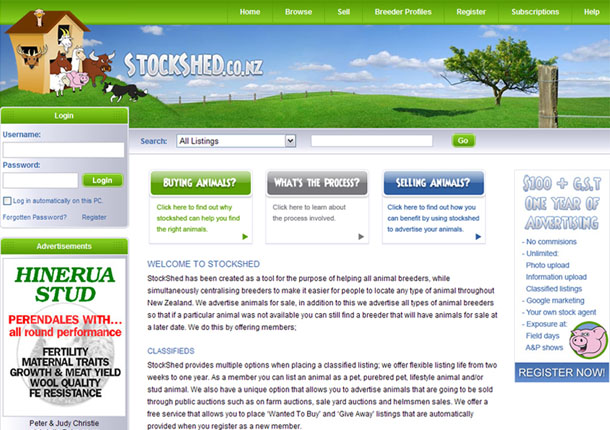 Home Browse Sell Breeder Profiles Register Subscriptions Help
STOCKSHED.CO.NZ
Login
Username:
Password:
Login
Log in automatically on this PC.
Forgotten Password? Register
Search: All Listings Go
BUYING ANIMALS?
Click here to find out why
stockshed can help you find
the right animals.
WHAT'S THE PROCESS?
Click here to learn about
the process involved.
SELLING ANIMALS?
Click here to find out how you
can benefit by using stockshed
to advertise your animals.
$100 + G.S.T
ONE YEAR OF
ADVERTISING
- No commisions
- Unlimited:
Photo upload
Information upload
Classified listings
- Google marketing
- Your own stock agent
- Exposure at:
Field days
A&P shows
REGISTER NOW!
Advertisements
HINERUA
STUD
PERENDALES WITH...
all round performance
FERTILITY
MATERNAL TRAITS
GROWTH & MEAT YIELD
WOOL QUALITY
FE RESISTANCE
Peter & Judy Christie
WELCOME TO STOCKSHED
StockShed has been created as a tool for the purpose of helping all animal breeders, while
simultaneously centralising breeders to make it easier for people to locate any type of animal throughout
New Zealand. We advertise animals for sale, in addition to this we advertise all types of animal breeders
so that if a particular animal was not available you can still find a breeder that will have animals for sale at
a later date. We do this by offering members;
CLASSIFIEDS
StockShed provides multiple options when placing a classified listing; we offer flexible listing life from two
weeks to one year. As a member you can list an animal as a pet, purebred pet, lifestyle animal and/or
stud animal. We also have a unique option that allows you to advertise animals that are going to be sold
through public auctions such as on farm auctions, sale yard auctions and helmsmen sales. We offer a
free service that allows you to place 'Wanted To Buy' and 'Give Away' listings that are automatically
provided when you register as a new member.